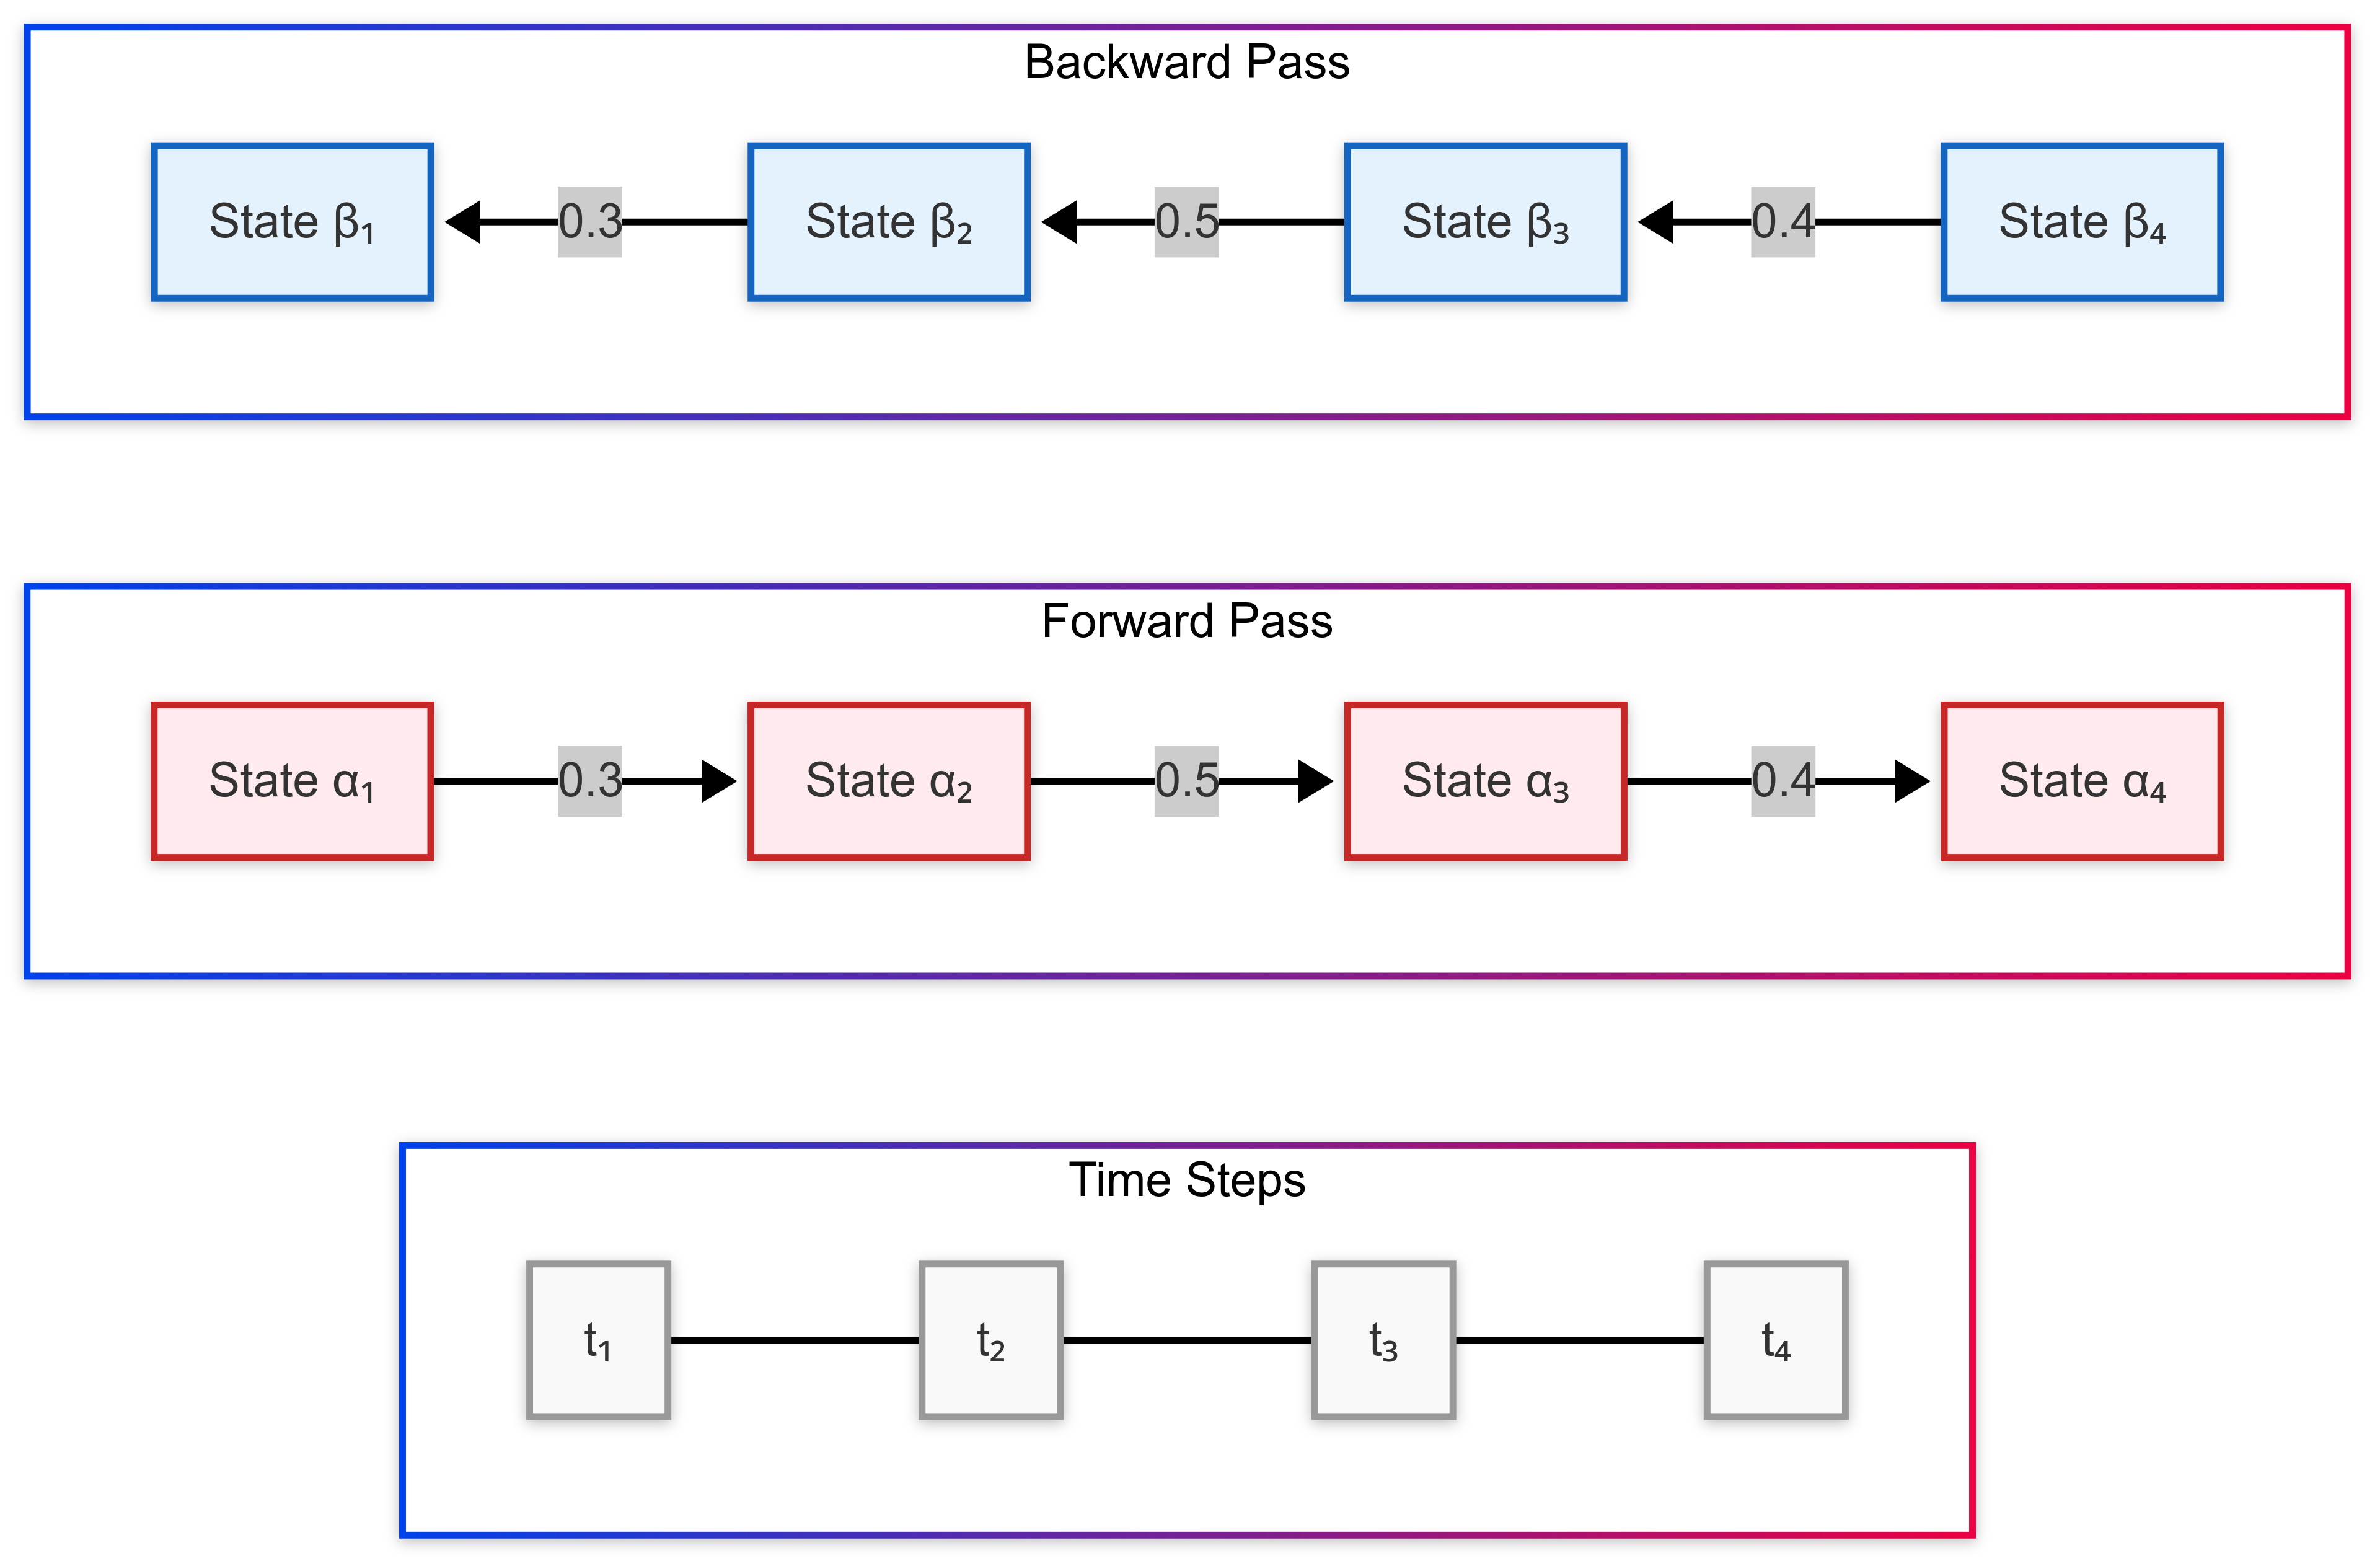 Backward Pass
State β₁
0.3
State β₂
0.5
State β₃
0.4
State β₄
Forward Pass
State α₁
0.3
State α₂
0.5
State α₃
0.4
State α₄
Time Steps
t₁
t₂
t₃
t₄